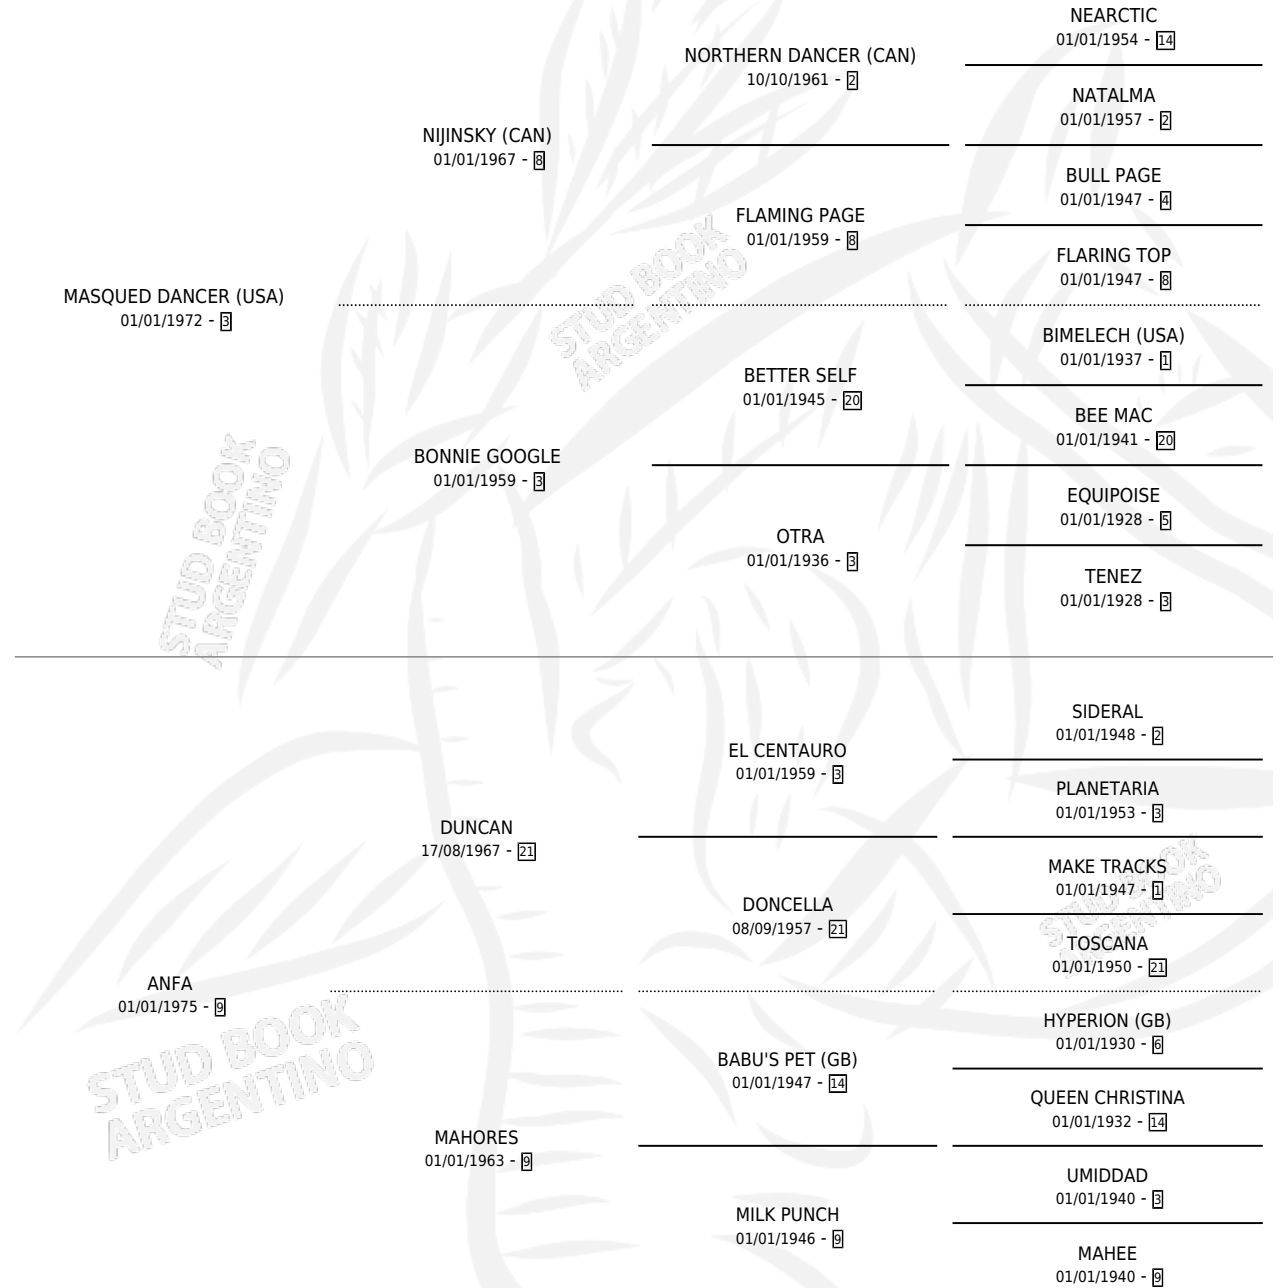 NEARCTIC
01/01/1954 - 14
NORTHERN DANCER (CAN)
10/10/1961 - 2
NATALMA
01/01/1957 - 2
NIJINSKY (CAN)
01/01/1967 - 8
BULL PAGE
01/01/1947 - 4
FLAMING PAGE
01/01/1959 - 8
FLARING TOP
01/01/1947 - 8
MASQUED DANCER (USA)
01/01/1972 - 3
BIMELECH (USA)
01/01/1937 - 1
BETTER SELF
01/01/1945 - 20
BEE MAC
01/01/1941 - 20
BONNIE GOOGLE
01/01/1959 - 3
EQUIPOISE
01/01/1928 - 5
OTRA
01/01/1936 - 3
TENEZ
01/01/1928 - 3
STUD BOOK
ARGENTINO
STUD BOOK
ARGENTINO
SIDERAL
01/01/1948 - 2
EL CENTAURO
01/01/1959 - 3
PLANETARIA
01/01/1953 - 3
DUNCAN
17/08/1967 - 21
MAKE TRACKS
01/01/1947 - 1
DONCELLA
08/09/1957 - 21
TOSCANA
01/01/1950 - 21
ANFA
01/01/1975 - 9
HYPERION (GB)
01/01/1930 - 6
BABU'S PET (GB)
01/01/1947 - 14
QUEEN CHRISTINA
01/01/1932 - 14
MAHORES
01/01/1963 - 9
UMIDDAD
01/01/1940 - 3
MILK PUNCH
01/01/1946 - 9
MAHEE
01/01/1940 - 9
STUD BOOK
ARGENTINO
STUD BOOK
ARGENTINO